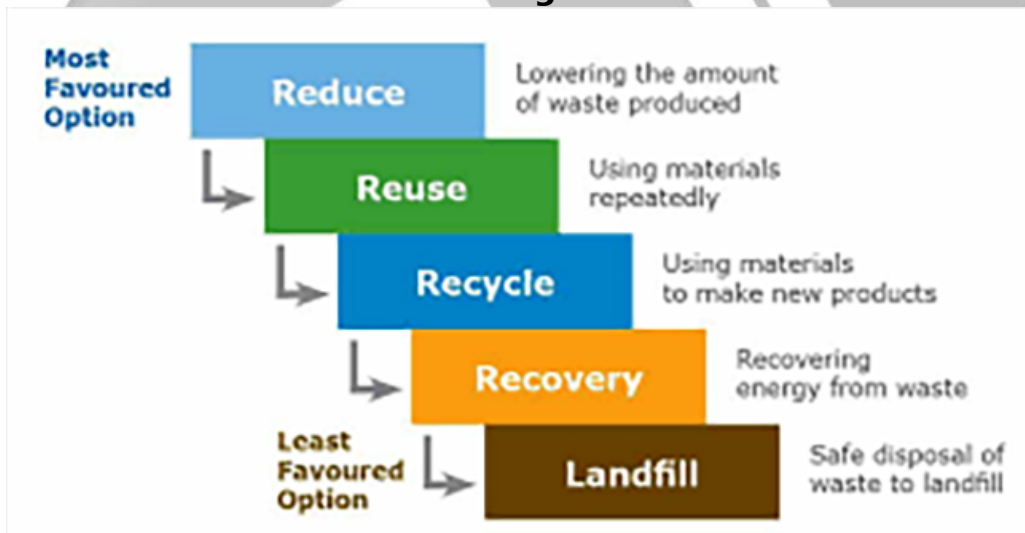 Most
Favoured
Option
Reduce
Lowering the amount
of waste produced
Reuse
Using materials
repeatedly
Recycle
Using materials
to make new products
Recovery
Recovering
energy from waste
Least
Favoured
Option
Landfill
Safe disposal of
waste to landfill